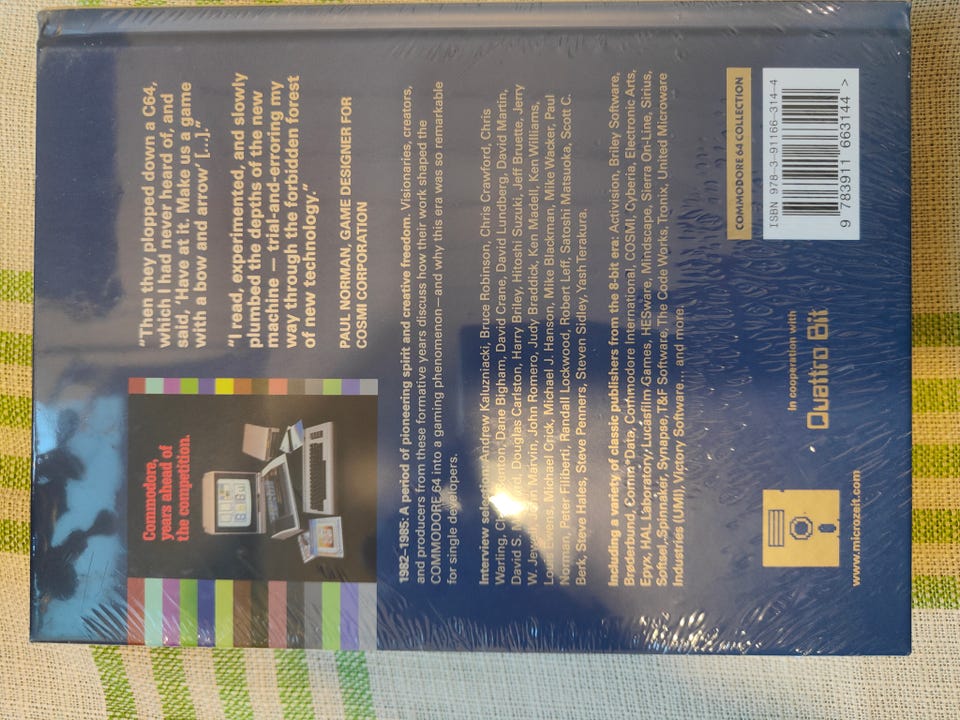 "Then they plopped down a C64,
which I had never heard of, and
said, 'Have at it. Make us a game
with a bow and arrow' [...]."
"I read, experimented, and slowly
plumbed the depths of the new
machine — trial-and-erroring my
way through the forbidden forest
of new technology."
PAUL NORMAN, GAME DESIGNER FOR
COSMI CORPORATION
Commodore,
years ahead of
the competition.
1982–1985: A period of pioneering spirit and creative freedom. Visionaries, creators,
and producers from these formative years discuss how their work shaped the
COMMODORE 64 into a gaming phenomenon—and why this era was so remarkable
for single developers.
Interview selection: Andrew Kaluzniacki, Bruce Robinson, Chris Crawford, Chris
Warling, Dane Bigham, David Crane, David Lundberg, David Martin,
David S. Douglas Carlston, Harry Briley, Hitoshi Suzuki, Jeff Bruette, Jerry
W. Marvin, John Romero, Judy Braddick, Ken Madell, Ken Williams,
Ewens, Michael Crick, Michael J. Hanson, Mike Blackman, Mike Wacker, Paul
Norman, Peter Filiberti, Randall Lockwood, Robert Leff, Satoshi Matsuoka, Scott C.
Berk, Steve Hales, Steve Penners, Steven Sidley, Yash Terakura.
Including a variety of classic publishers from the 8-bit era: Activision, Briley Software,
Brøderbund, Comm*Data, Commodore International, COSMI, Cyberia, Electronic Arts,
Epyx, HAL Laboratory, Lucasfilm Games, HESware, Mindscape, Sierra On-Line, Sirius,
Softsel, Spinnaker, Synapse, T&F Software, The Code Works, Tronix, United Microware
Industries (UMI), Victory Software... and more.
COMMODORE 64 COLLECTION
ISBN 978-3-91166-314-4
9 783911 663144 >
In cooperation with
Quattro Bit
www.microzeit.com